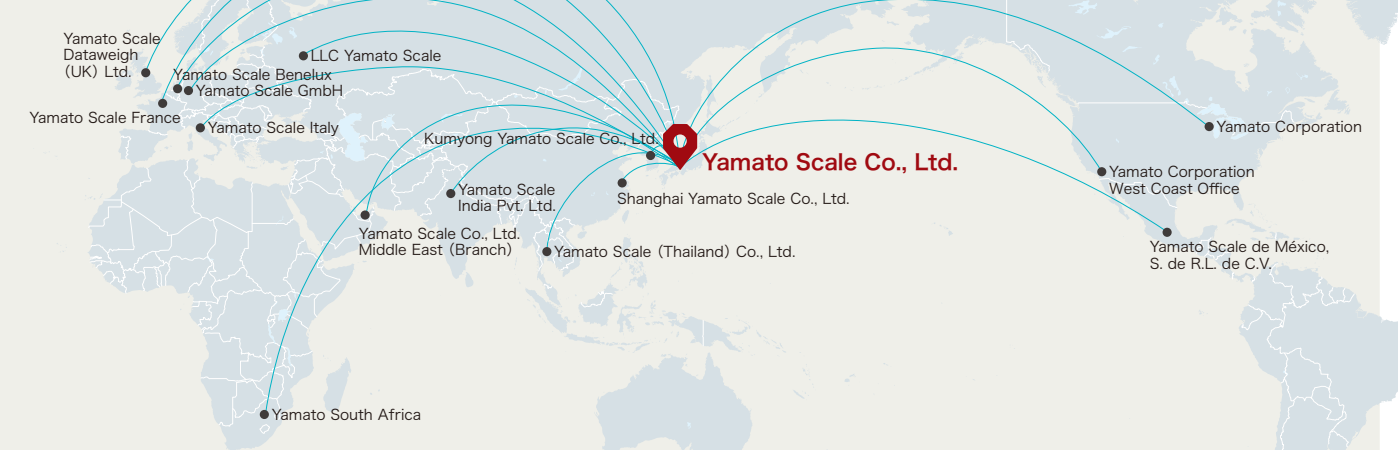 Yamato Scale
Dataweigh
(UK) Ltd.
LLC Yamato Scale
Yamato Scale Benelux
Yamato Scale GmbH
Yamato Scale France
Yamato Scale Italy
Kumyong Yamato Scale Co., Ltd.
Yamato Scale Co., Ltd.
Yamato Corporation
Yamato Corporation
West Coast Office
Yamato Scale
India Pvt. Ltd.
Shanghai Yamato Scale Co., Ltd.
Yamato Scale Co., Ltd.
Middle East (Branch)
Yamato Scale (Thailand) Co., Ltd.
Yamato Scale de México,
S. de R.L. de C.V.
Yamato South Africa